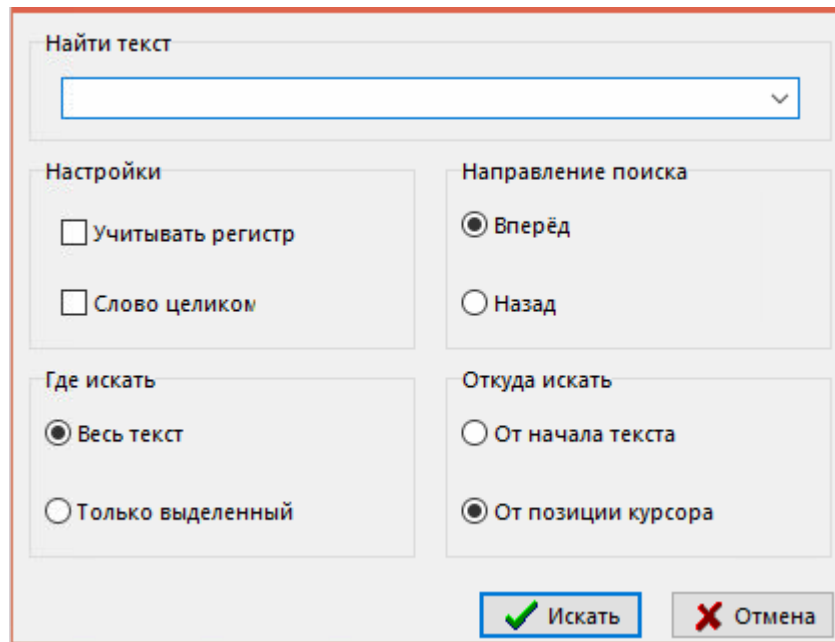 Найти текст
Настройки
Учитывать регистр
Слово целиком
Направление поиска
Вперёд
Назад
Где искать
Весь текст
Только выделенный
Откуда искать
От начала текста
От позиции курсора
Искать
Отмена